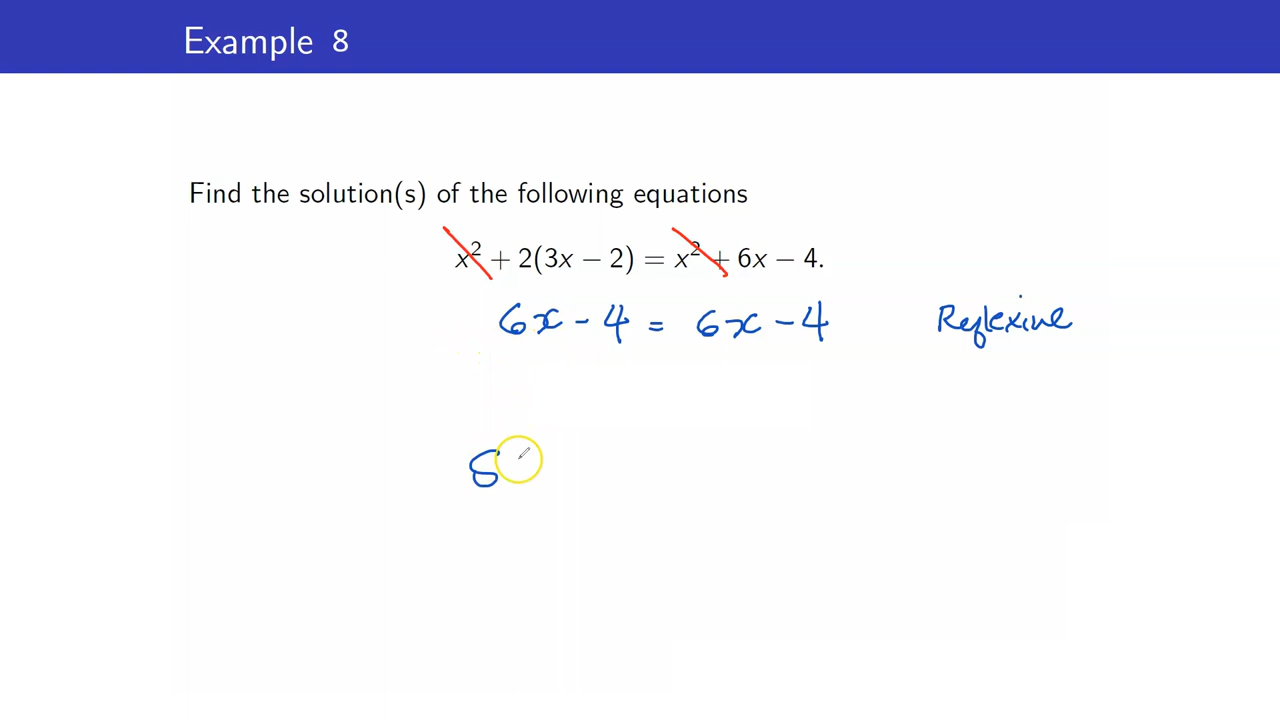 Example 8
Find the solution(s) of the following equations
x² + 2(3x − 2) = x² + 6x − 4.
6x − 4 = 6x − 4 Reflexive
S